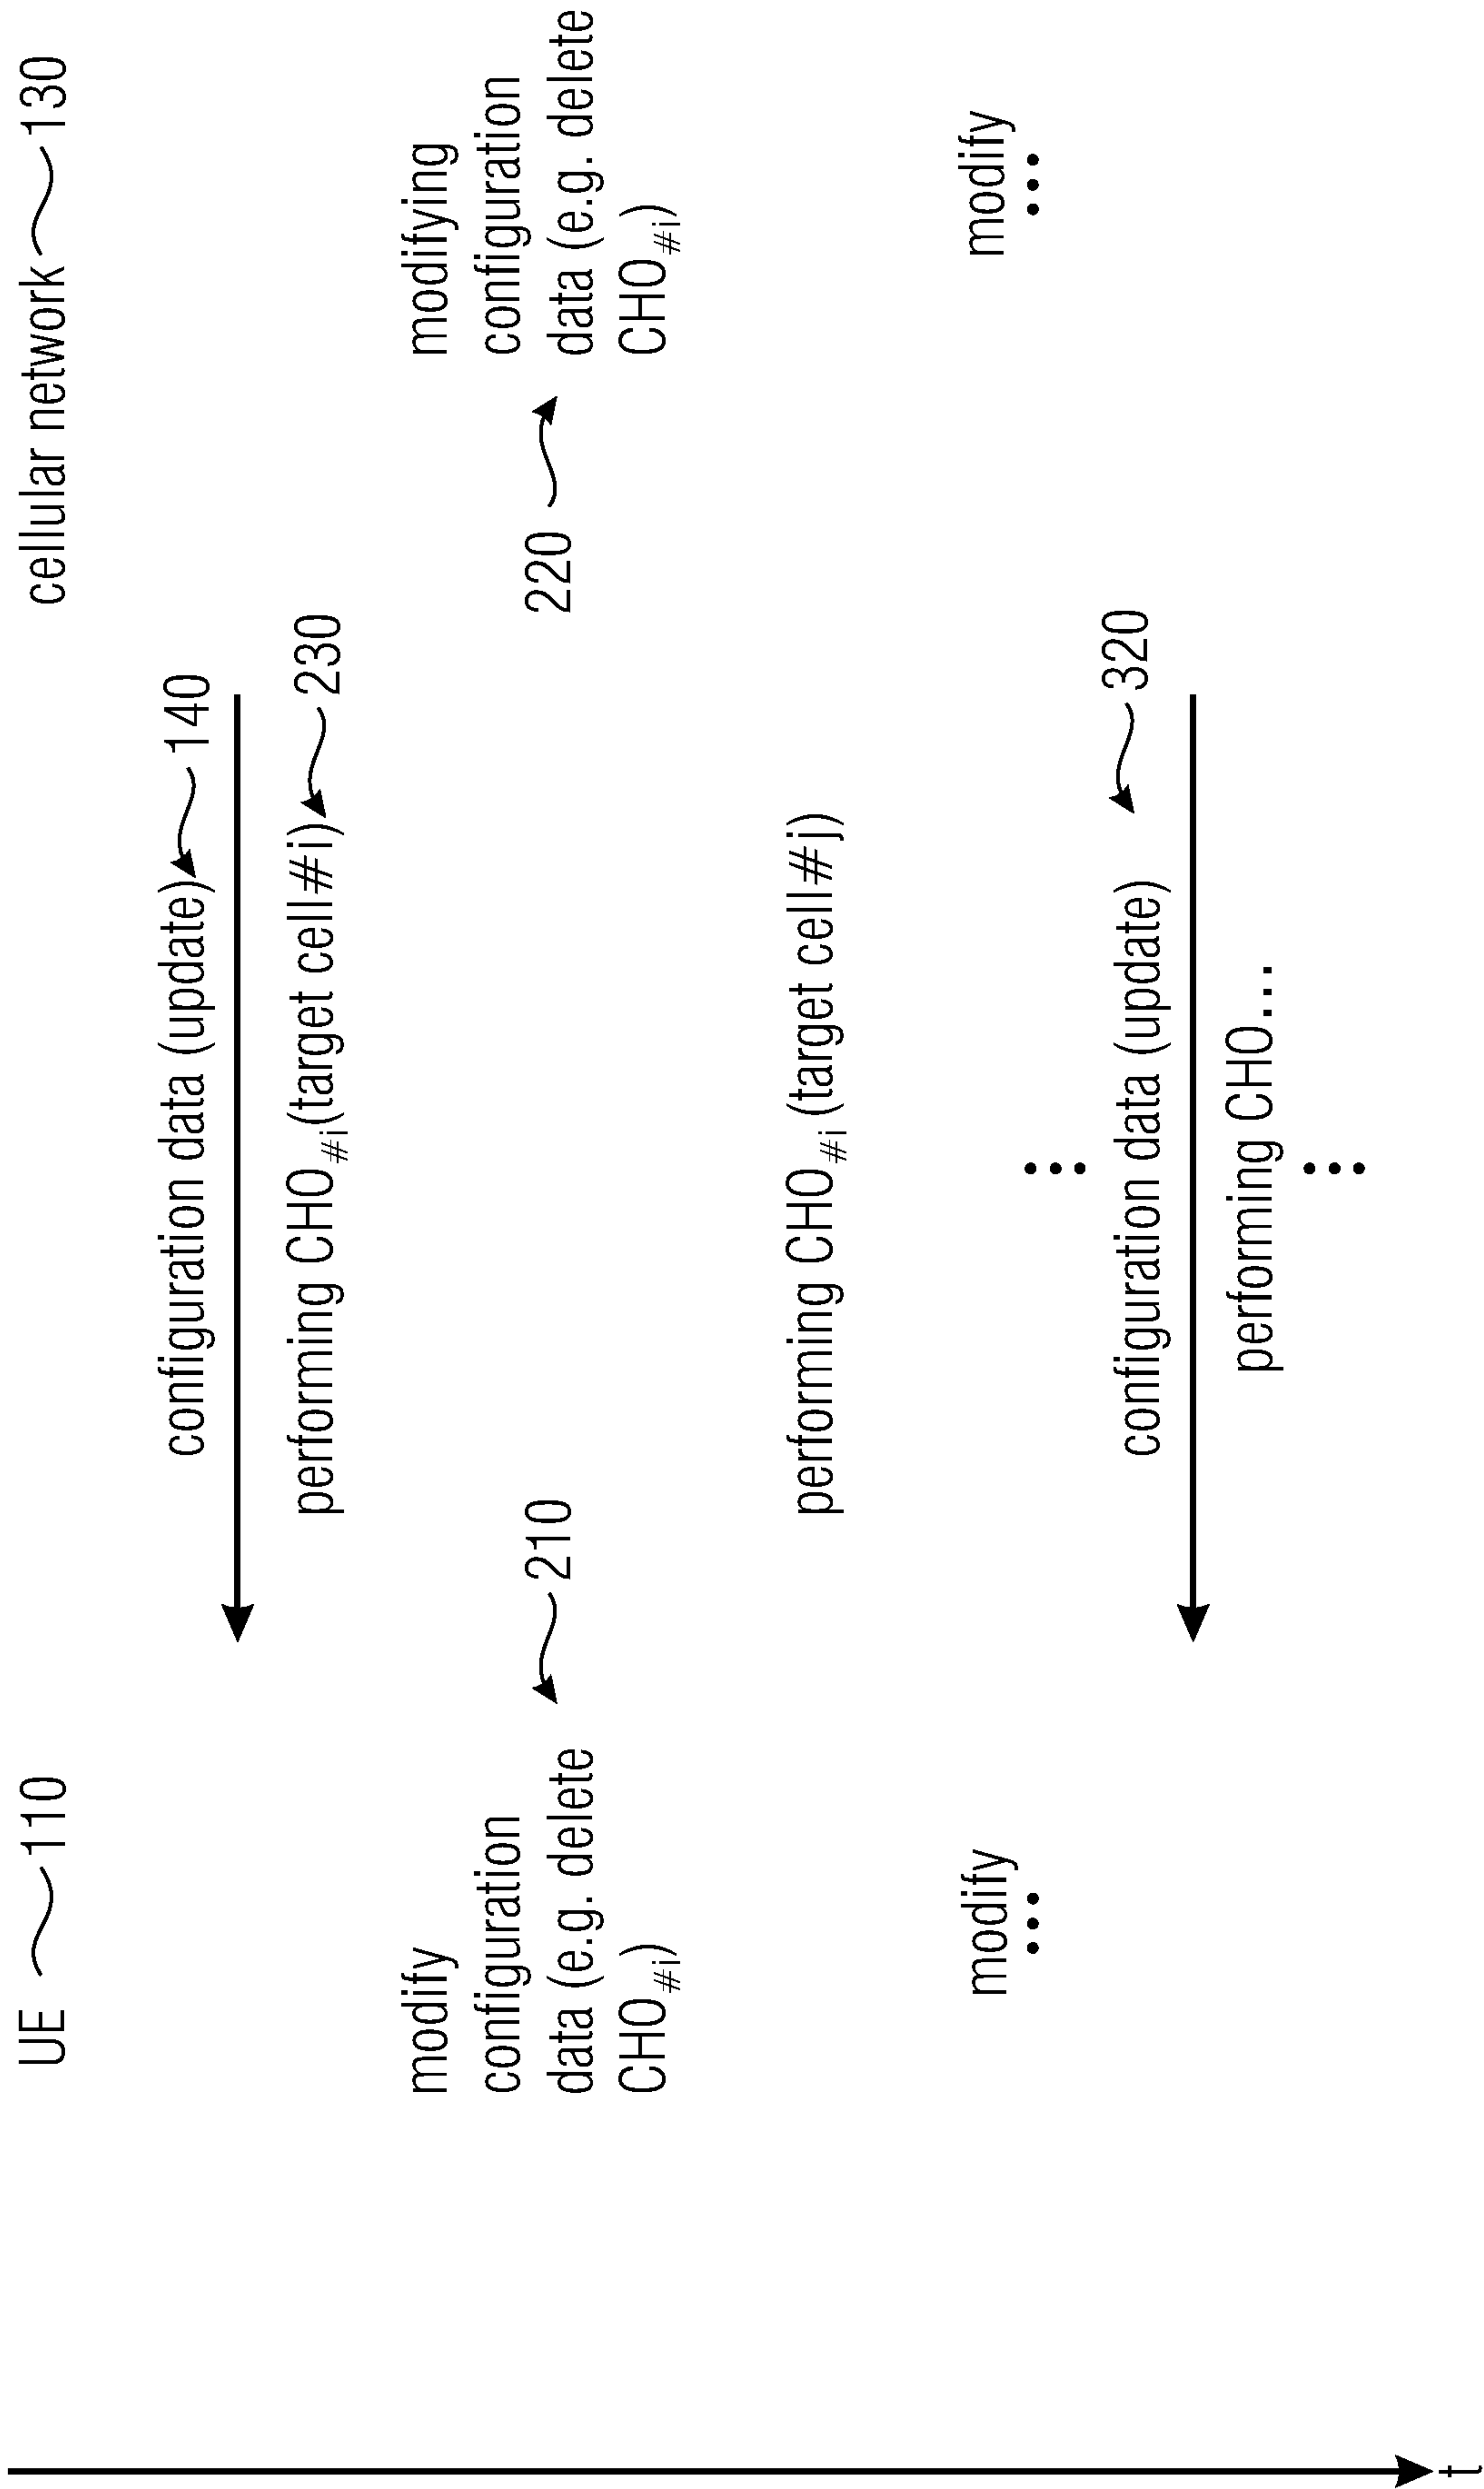 UE 110
cellular network 130
configuration data (update) 140
performing CHO#i (target cell#i) 230
modify
configuration
data (e.g. delete
CHO#i)
210
220
modifying
configuration
data (e.g. delete
CHO#i)
performing CHO#i (target cell#j)
modify
...
modify
...
...
configuration data (update) 320
performing CHO...
...
t